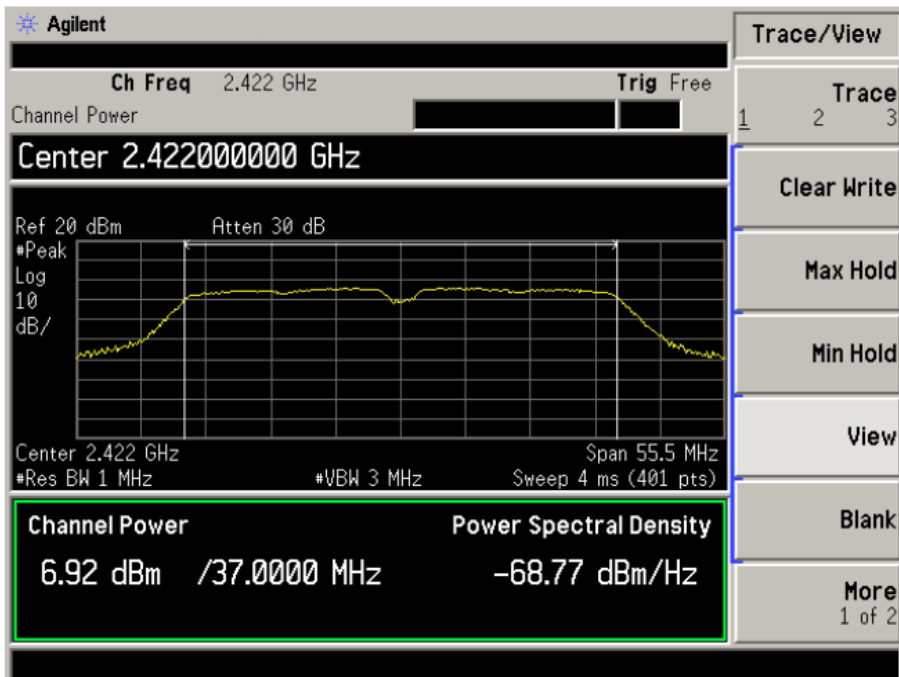 Agilent
Trace/View
Ch Freq 2.422 GHz Trig Free
Channel Power
Trace
1 2 3
Center 2.422000000 GHz
Clear Write
Ref 20 dBm Atten 30 dB
#Peak
Log
10
dB/
Max Hold
Min Hold
View
Center 2.422 GHz Span 55.5 MHz
#Res BW 1 MHz #VBW 3 MHz Sweep 4 ms (401 pts)
Channel Power Power Spectral Density
6.92 dBm /37.0000 MHz -68.77 dBm/Hz
Blank
More
1 of 2